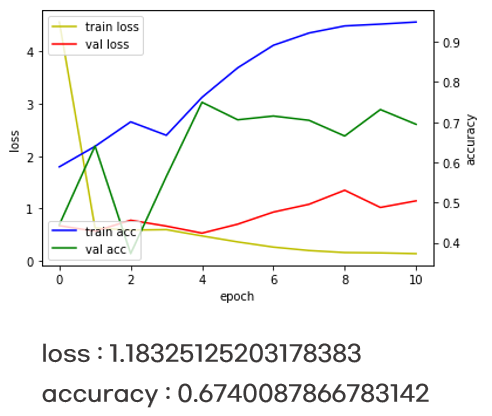 train loss
val loss
4
3
2
1
0
loss
0.9
0.8
0.7
0.6
0.5
0.4
accuracy
train acc
val acc
0 2 4 6 8 10
epoch
loss : 1.18325125203178383
accuracy : 0.6740087866783142